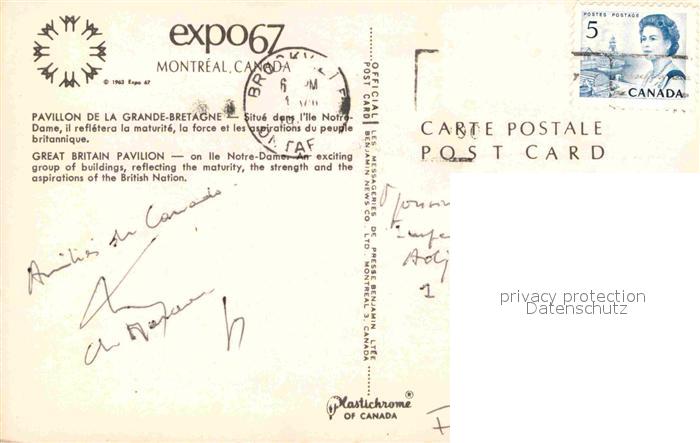 expo67
MONTRÉAL, CANADA
© 1963 Expo 67
PAVILLON DE LA GRANDE-BRETAGNE — Situé dans l'Ile Notre-
Dame, il reflétera la maturité, la force et les aspirations du peuple
britannique.
GREAT BRITAIN PAVILION — on Ile Notre-Dame. An exciting
group of buildings, reflecting the maturity, the strength and the
aspirations of the British Nation.
Amitiés du Canada
OFFICIAL POST CARD
LES MESSAGERIES DE PRESSE BENJAMIN LTÉE
BENJAMIN NEWS CO. LTD. MONTREAL 3, CANADA
Plastichrome®
OF CANADA
POSTES POSTAGE
5
CANADA
PM
CARTE POSTALE
POST CARD
1
privacy protection
Datenschutz